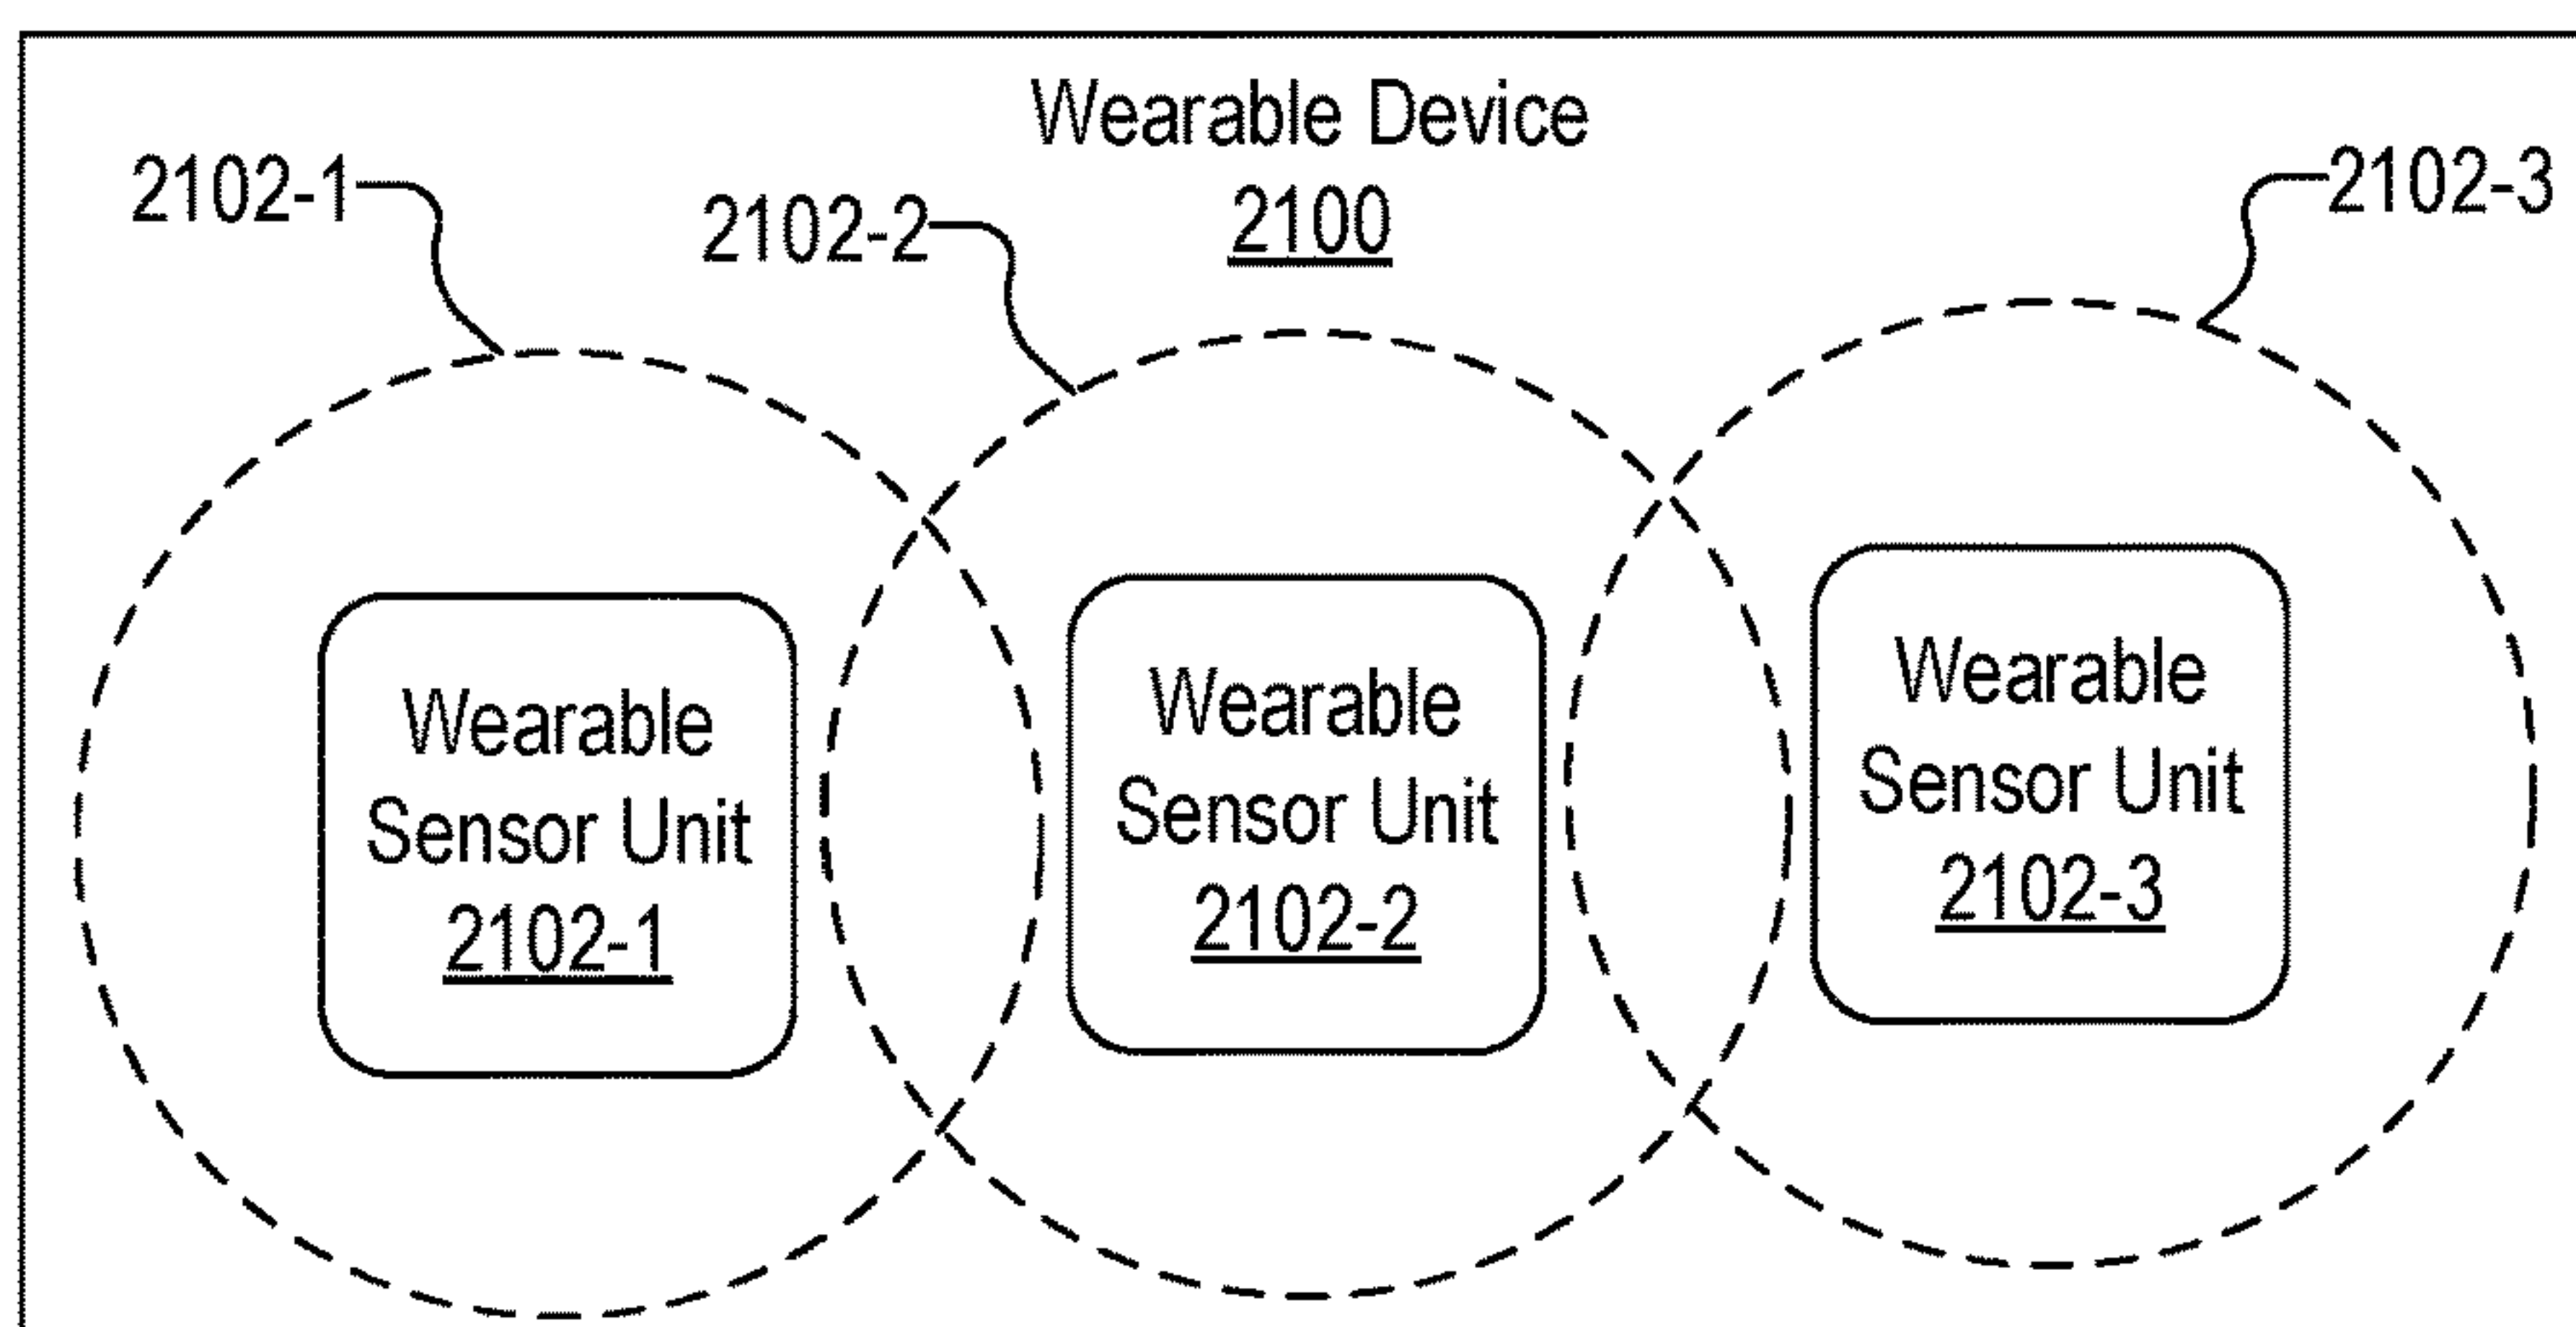 Wearable Device
2100
2102-1
2102-2
2102-3
Wearable
Sensor Unit
2102-1
Wearable
Sensor Unit
2102-2
Wearable
Sensor Unit
2102-3